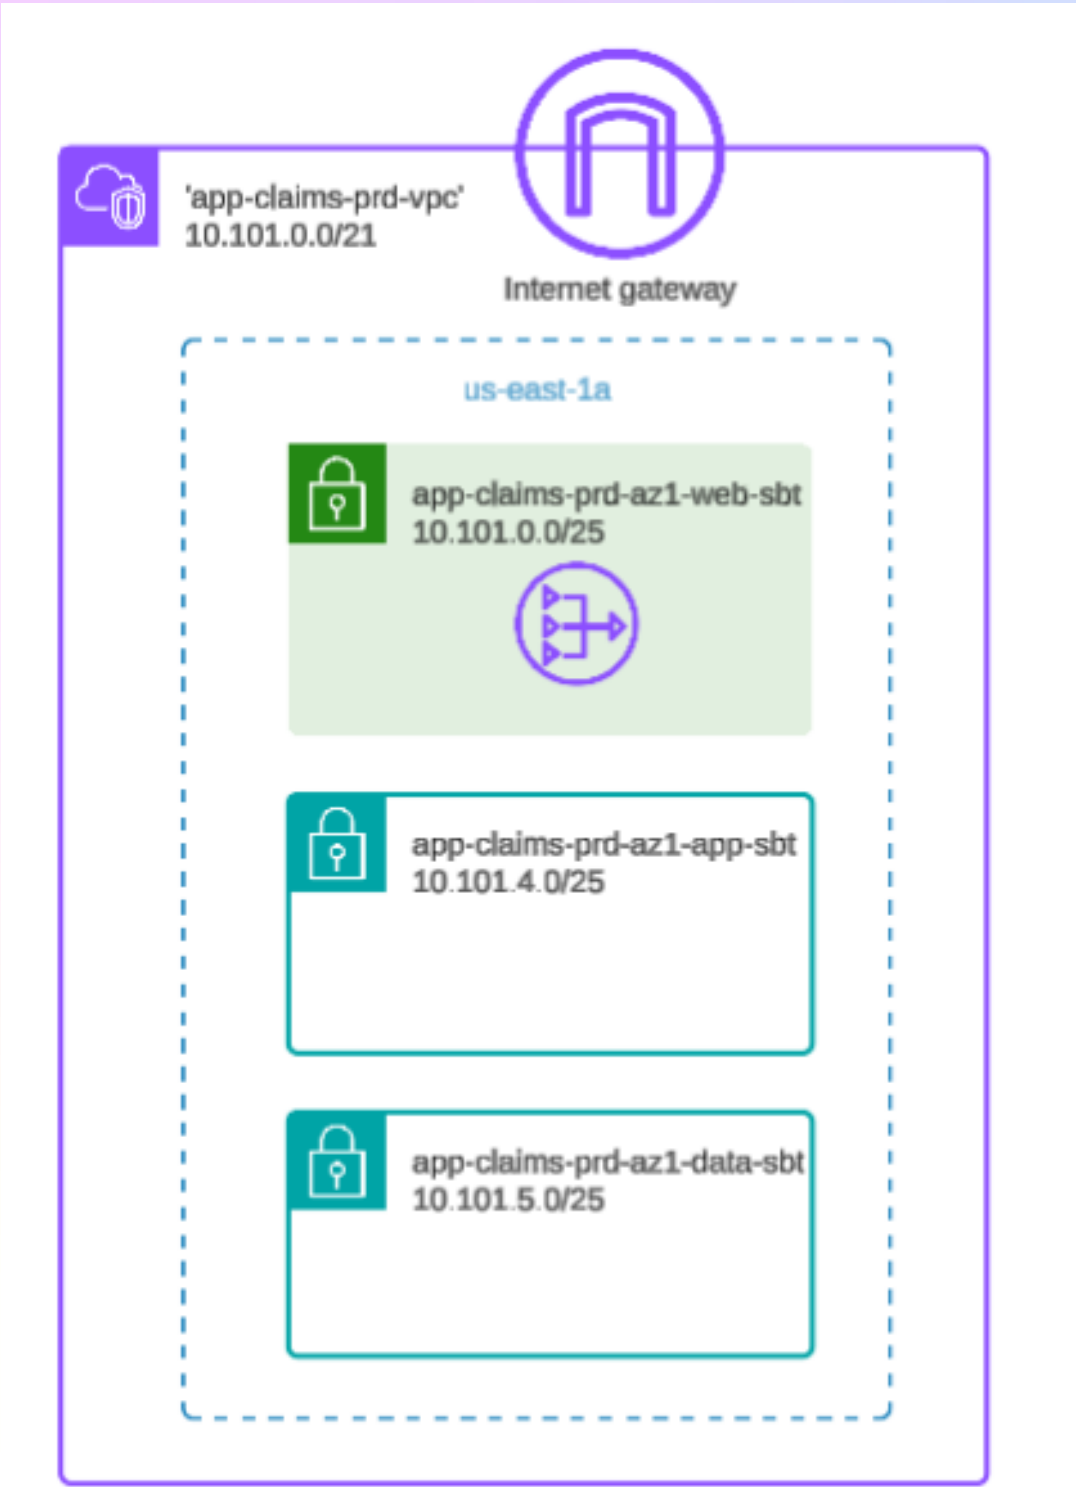 'app-claims-prd-vpc'
10.101.0.0/21
Internet gateway
us-east-1a
app-claims-prd-az1-web-sbt
10.101.0.0/25
app-claims-prd-az1-app-sbt
10.101.4.0/25
app-claims-prd-az1-data-sbt
10.101.5.0/25